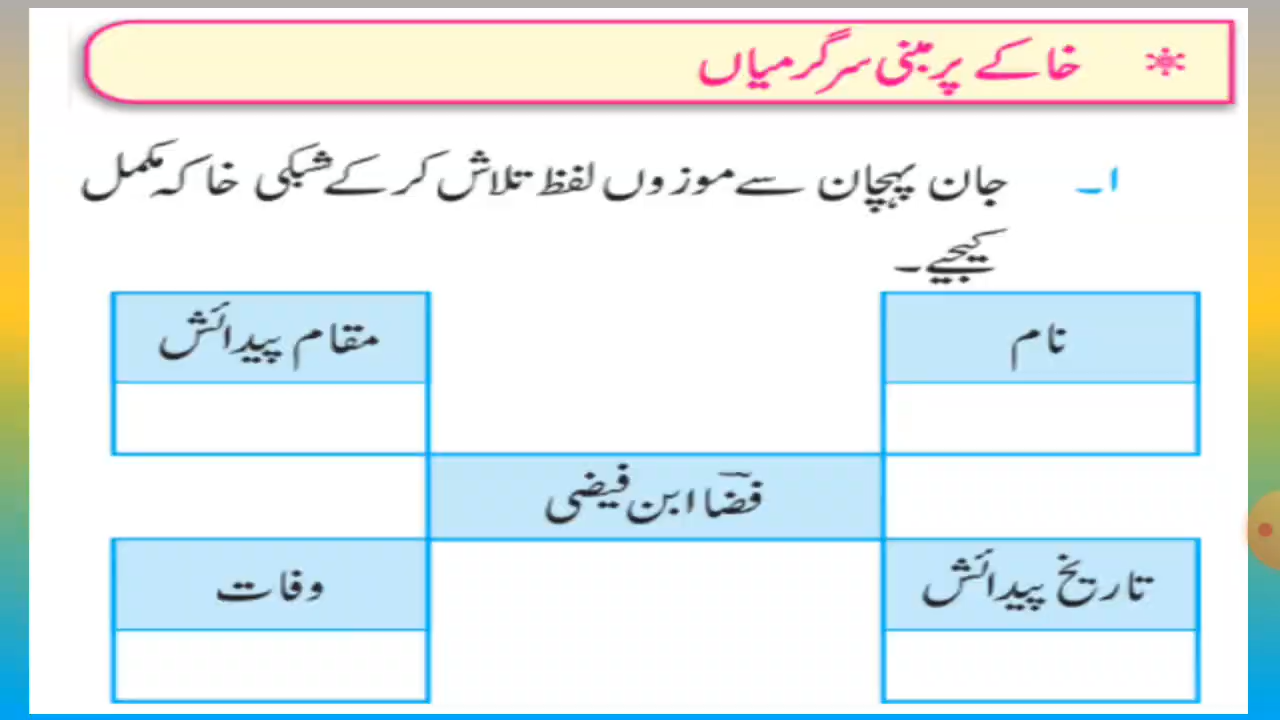 خاکے پر مبنی سرگرمیاں
۱۔ جان پہچان سے موزوں لفظ تلاش کر کے شبکی خاکہ مکمل
کیجیے۔
نام
مقام پیدائش
فضاؔ ابن فیضی
تاریخ پیدائش
وفات